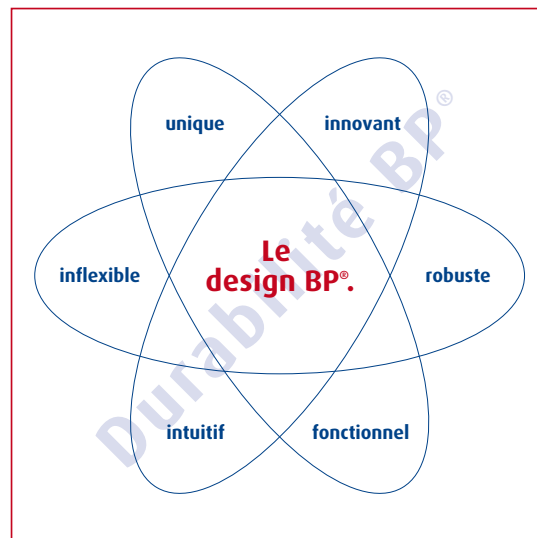 unique
innovant
Le
design BP®.
inflexible
robuste
intuitif
fonctionnel
Durabilité BP®